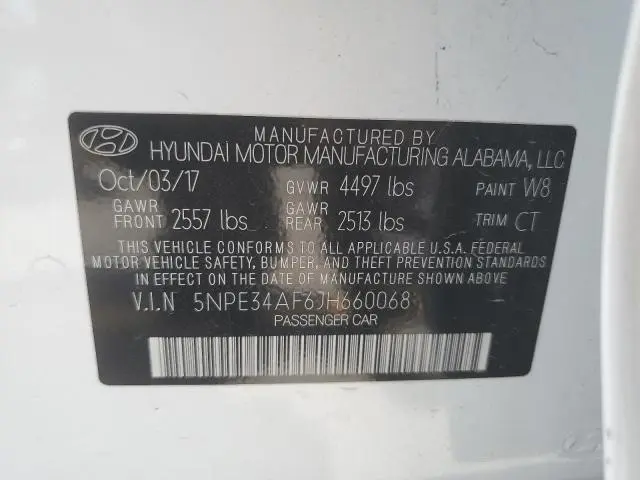 MANUFACTURED BY
HYUNDAI MOTOR MANUFACTURING ALABAMA, LLC
Oct/03/17 GVWR 4497 lbs PAINT W8
GAWR FRONT 2557 lbs GAWR REAR 2513 lbs TRIM CT
THIS VEHICLE CONFORMS TO ALL APPLICABLE U.S.A. FEDERAL
MOTOR VEHICLE SAFETY, BUMPER, AND THEFT PREVENTION STANDARDS
IN EFFECT ON THE DATE OF MANUFACTURE SHOWN ABOVE
V.I.N 5NPE34AF6JH660068
PASSENGER CAR